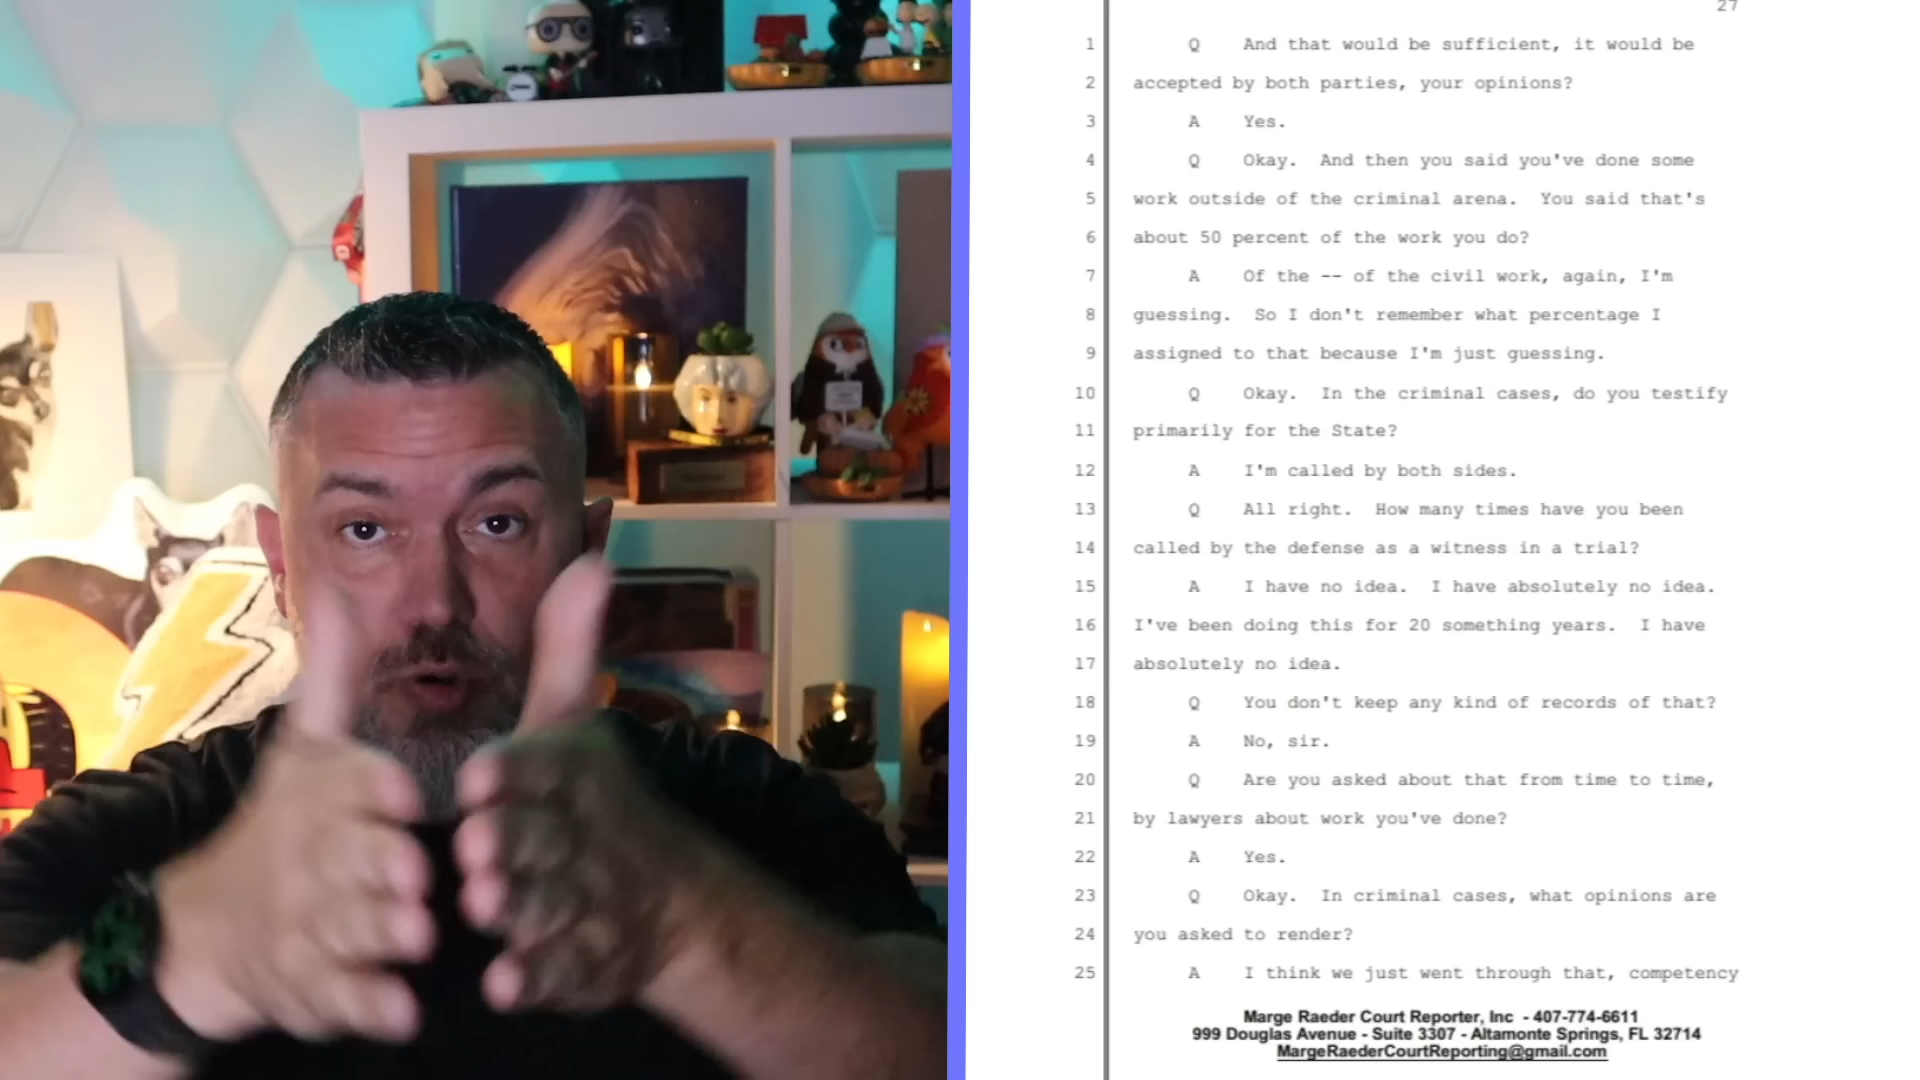 27
1 Q And that would be sufficient, it would be
2 accepted by both parties, your opinions?
3 A Yes.
4 Q Okay. And then you said you've done some
5 work outside of the criminal arena. You said that's
6 about 50 percent of the work you do?
7 A Of the -- of the civil work, again, I'm
8 guessing. So I don't remember what percentage I
9 assigned to that because I'm just guessing.
10 Q Okay. In the criminal cases, do you testify
11 primarily for the State?
12 A I'm called by both sides.
13 Q All right. How many times have you been
14 called by the defense as a witness in a trial?
15 A I have no idea. I have absolutely no idea.
16 I've been doing this for 20 something years. I have
17 absolutely no idea.
18 Q You don't keep any kind of records of that?
19 A No, sir.
20 Q Are you asked about that from time to time,
21 by lawyers about work you've done?
22 A Yes.
23 Q Okay. In criminal cases, what opinions are
24 you asked to render?
25 A I think we just went through that, competency
Marge Raeder Court Reporter, Inc - 407-774-6611
999 Douglas Avenue - Suite 3307 - Altamonte Springs, FL 32714
MargeRaederCourtReporting@gmail.com